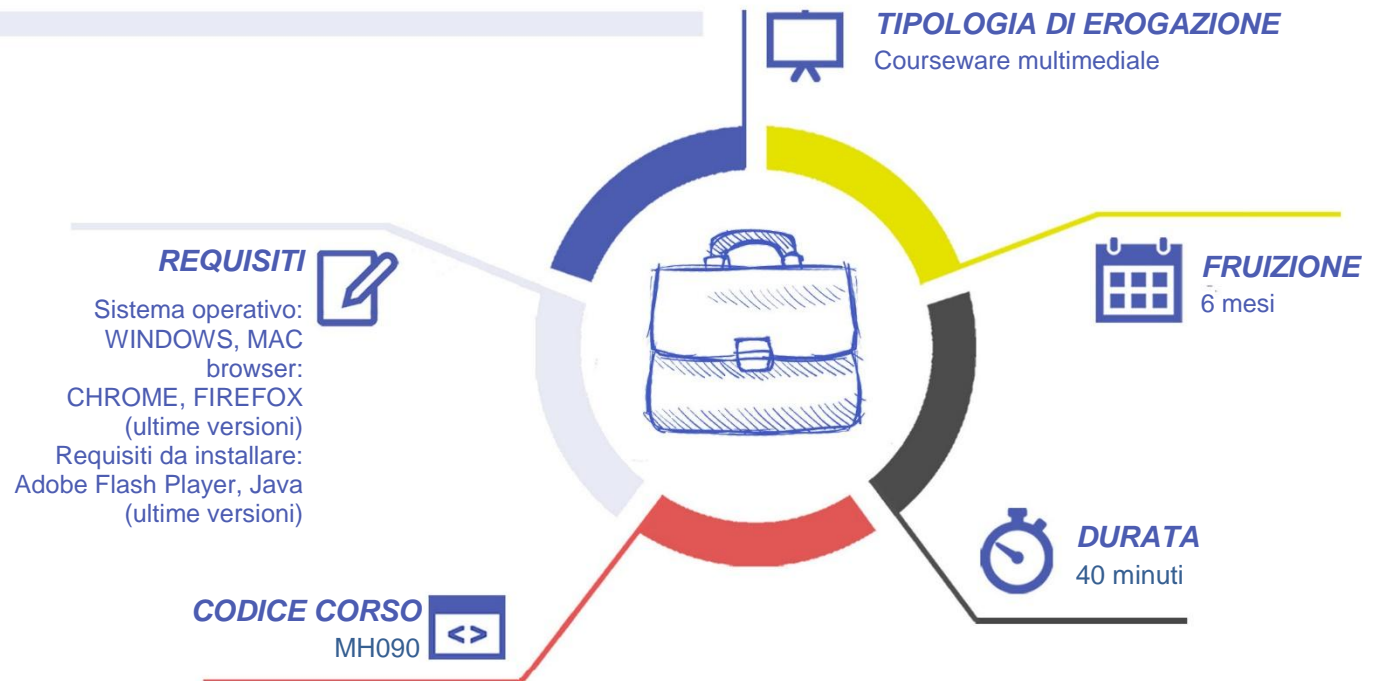 TIPOLOGIA DI EROGAZIONE
Courseware multimediale
REQUISITI
Sistema operativo:
WINDOWS, MAC
browser:
CHROME, FIREFOX
(ultime versioni)
Requisiti da installare:
Adobe Flash Player, Java
(ultime versioni)
FRUIZIONE
6 mesi
DURATA
40 minuti
CODICE CORSO
MH090
<>